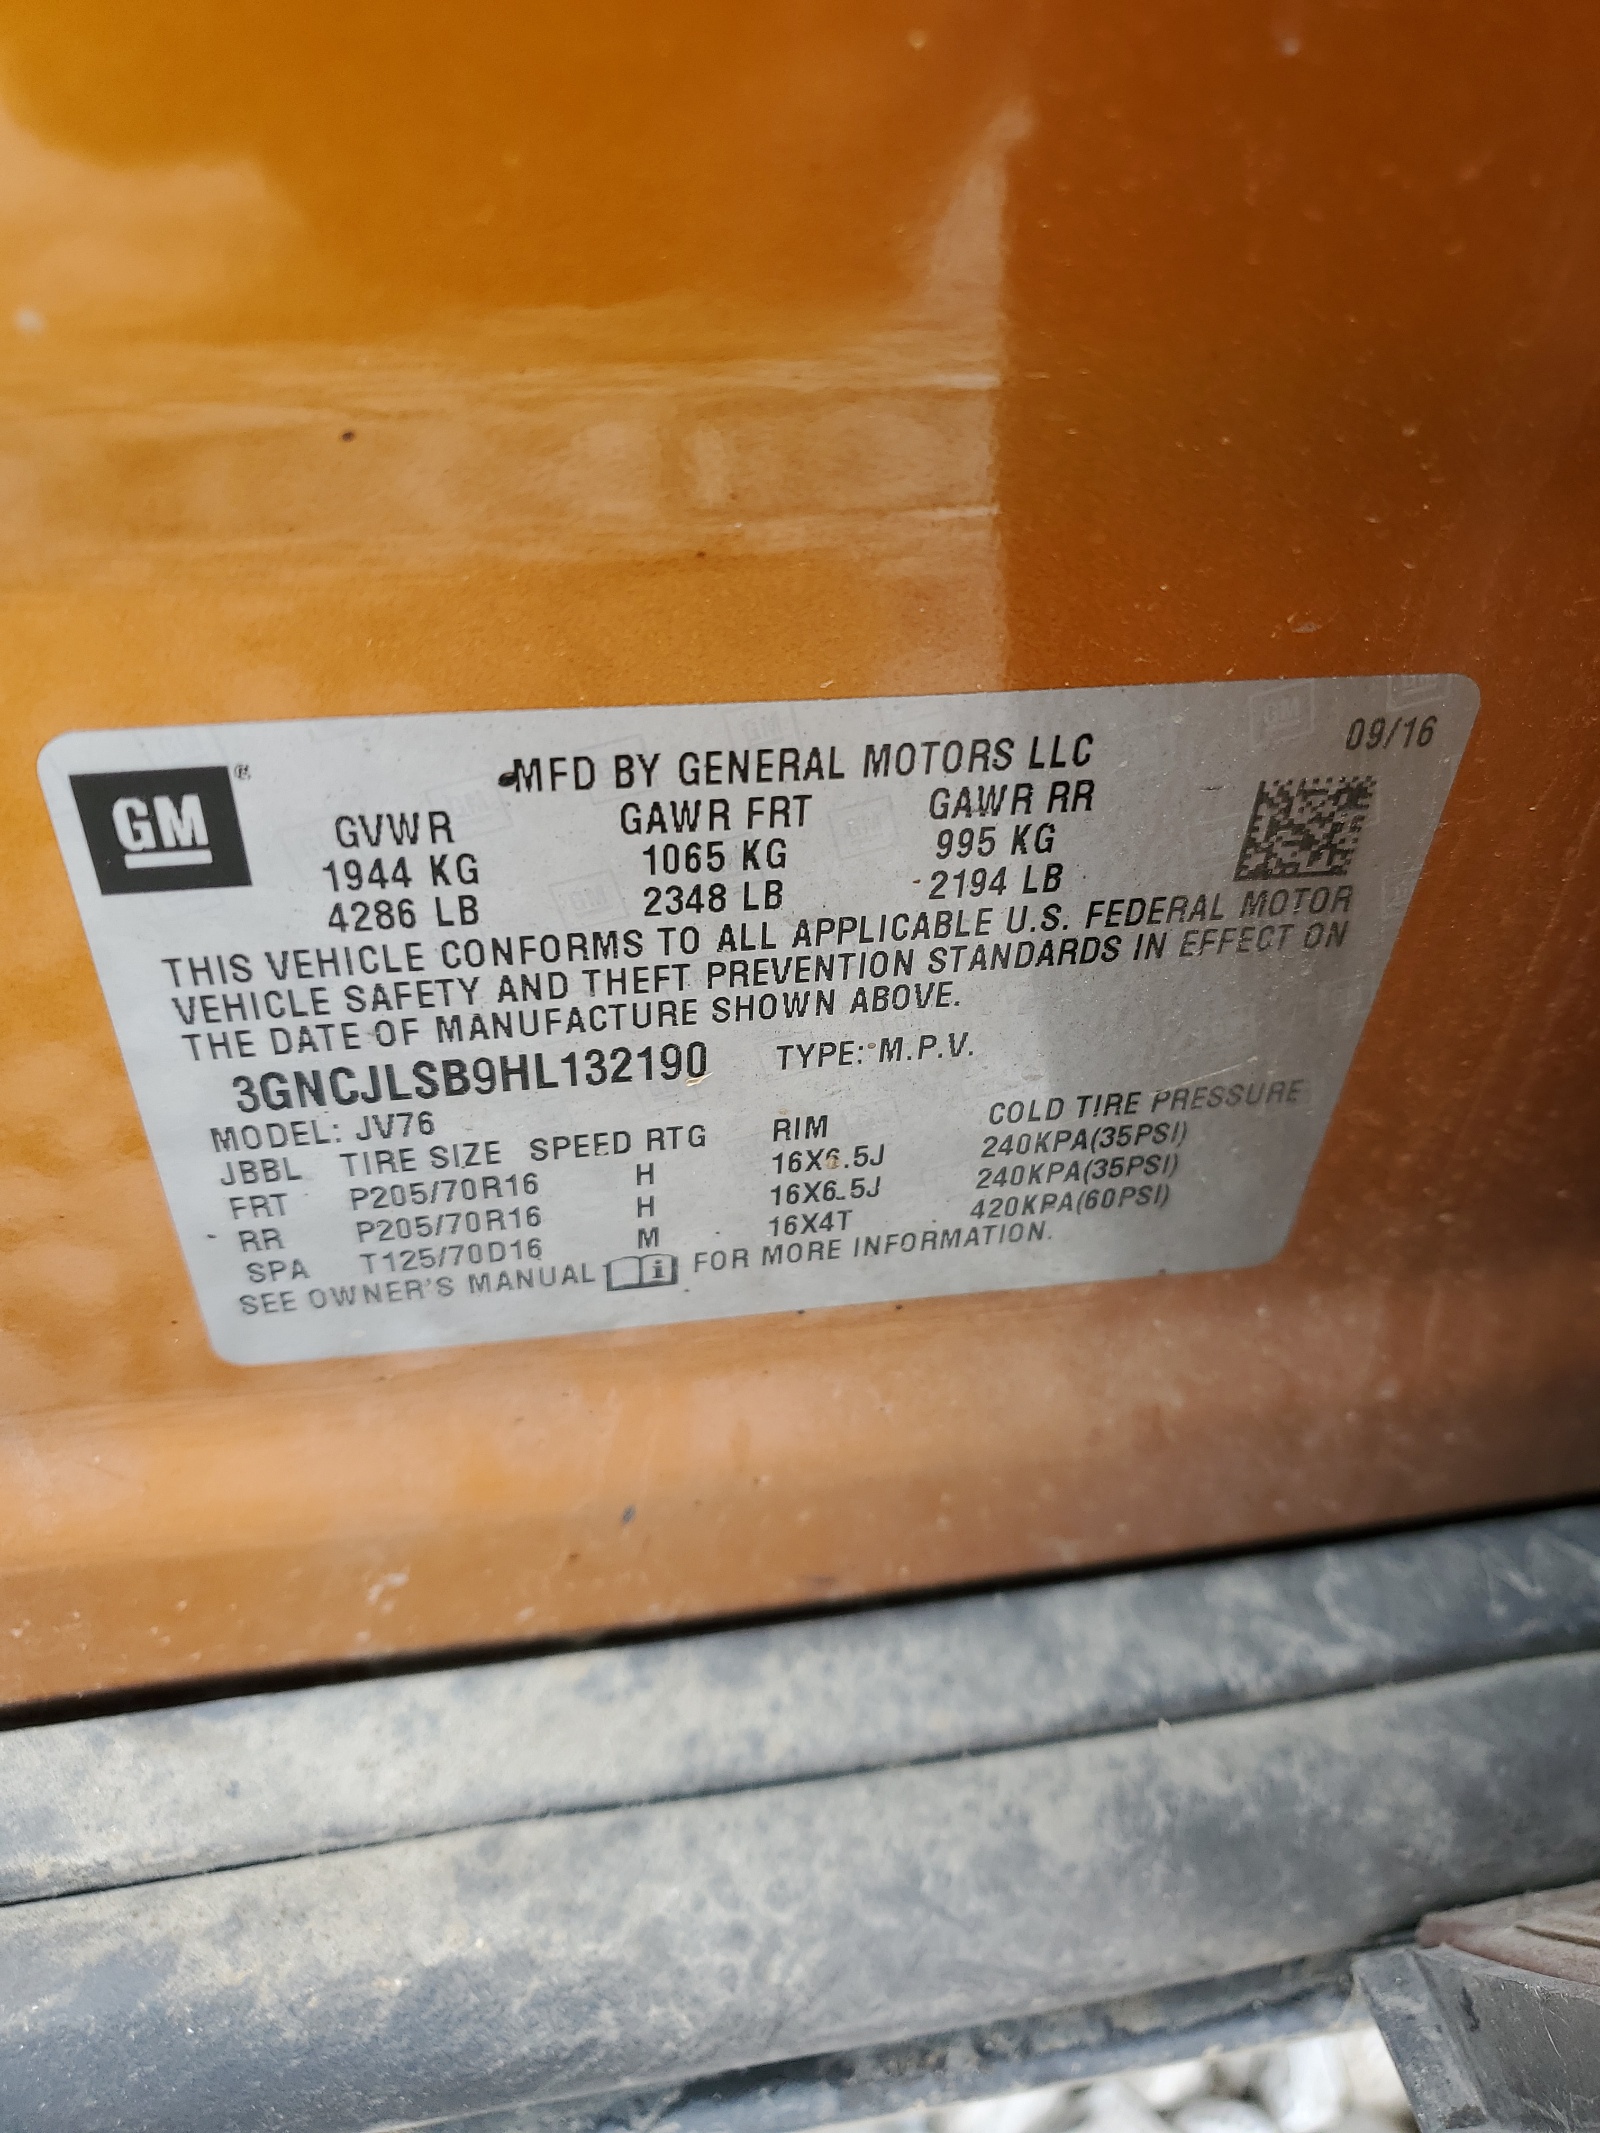 GM®
MFD BY GENERAL MOTORS LLC 09/16
GVWR GAWR FRT GAWR RR
1944 KG 1065 KG 995 KG
4286 LB 2348 LB 2194 LB
THIS VEHICLE CONFORMS TO ALL APPLICABLE U.S. FEDERAL MOTOR
VEHICLE SAFETY AND THEFT PREVENTION STANDARDS IN EFFECT ON
THE DATE OF MANUFACTURE SHOWN ABOVE.
3GNCJLSB9HL132190 TYPE: M.P.V.
MODEL: JV76
JBBL TIRE SIZE SPEED RTG RIM COLD TIRE PRESSURE
FRT P205/70R16 H 16X6.5J 240KPA(35PSI)
RR P205/70R16 H 16X6.5J 240KPA(35PSI)
SPA T125/70D16 M 16X4T 420KPA(60PSI)
SEE OWNER'S MANUAL i FOR MORE INFORMATION.